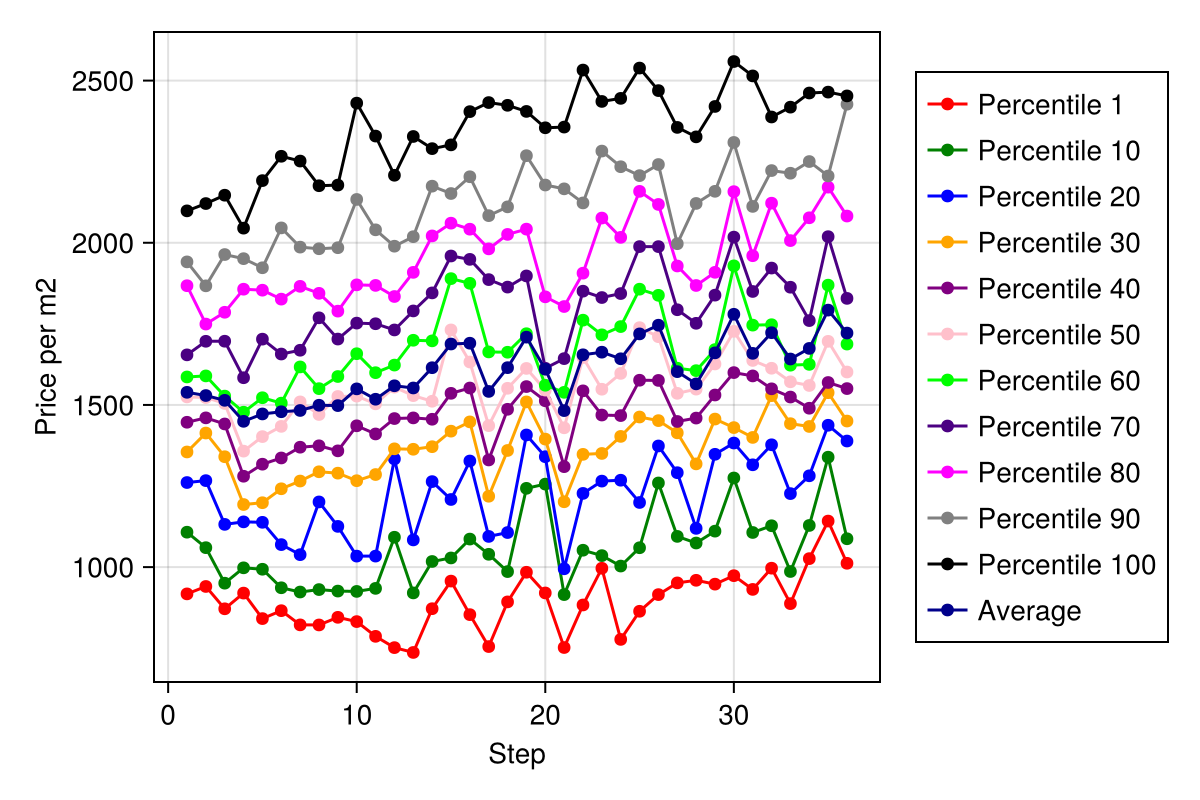 2500
2000
1500
1000
Price per m2
0
10
20
30
Step
Percentile 1
Percentile 10
Percentile 20
Percentile 30
Percentile 40
Percentile 50
Percentile 60
Percentile 70
Percentile 80
Percentile 90
Percentile 100
Average